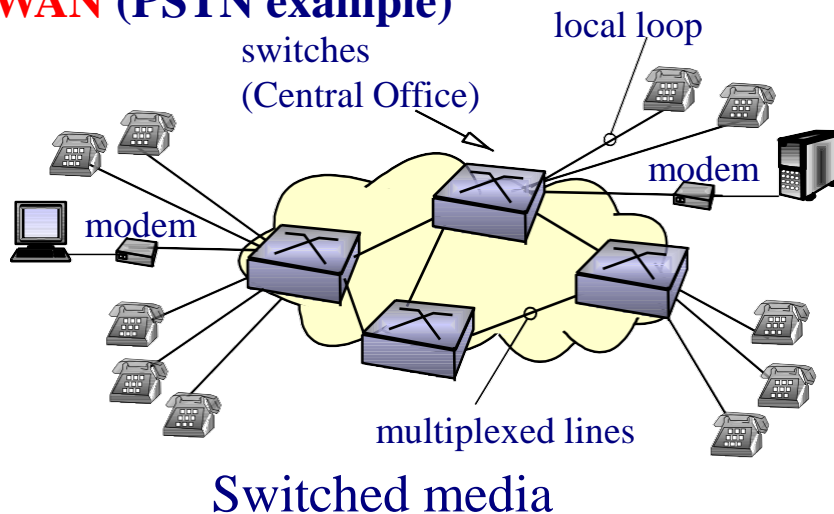 WAN (PSTN example)
local loop
switches
(Central Office)
modem
modem
multiplexed lines
Switched media